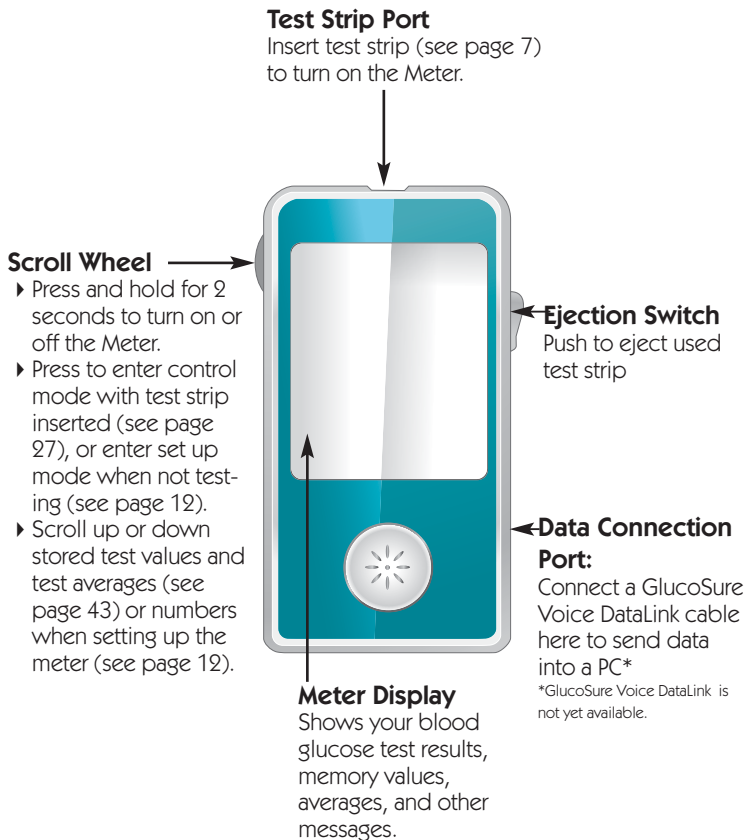 Test Strip Port
Insert test strip (see page 7)
to turn on the Meter.
Scroll Wheel
Press and hold for 2
seconds to turn on or
off the Meter.
Press to enter control
mode with test strip
inserted (see page
27), or enter set up
mode when not test-
ing (see page 12).
Scroll up or down
stored test values and
test averages (see
page 43) or numbers
when setting up the
meter (see page 12).
Ejection Switch
Push to eject used
test strip
Data Connection
Port:
Connect a GlucoSure
Voice DataLink cable
here to send data
into a PC*
*GlucoSure Voice DataLink is
not yet available.
Meter Display
Shows your blood
glucose test results,
memory values,
averages, and other
messages.